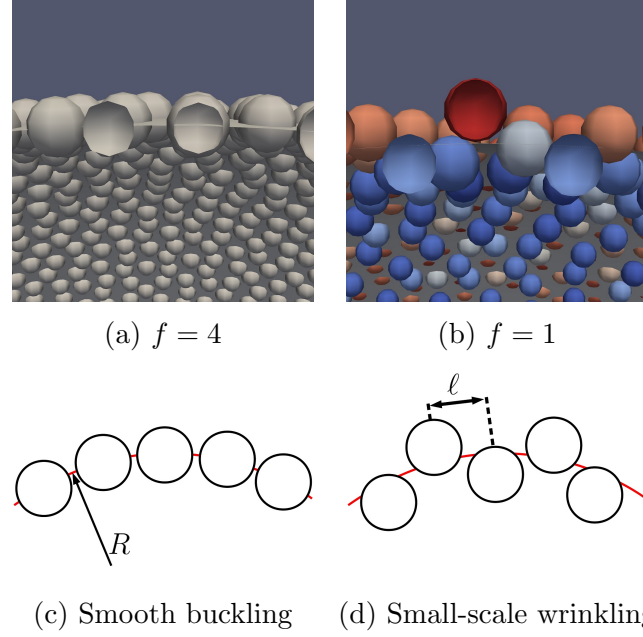 (a) f = 4
(b) f = 1
ℓ
R
(c) Smooth buckling
(d) Small-scale wrinkling